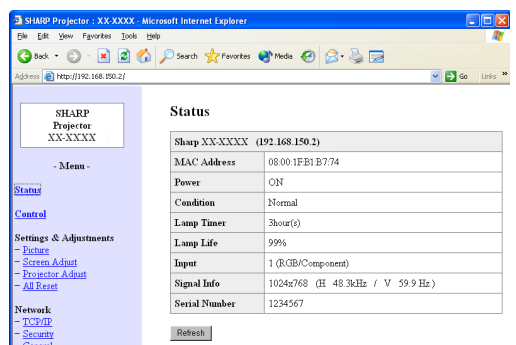 SHARP Projector : XX-XXXX - Microsoft Internet Explorer
File Edit View Favorites Tools Help
Back Search Favorites Media
Address http://192.168.150.2/ Go Links »
SHARP
Projector
XX-XXXX
- Menu -
Status
Control
Settings & Adjustments
– Picture
– Screen Adjust
– Projector Adjust
– All Reset
Network
– TCP/IP
– Security
– General
Status
Sharp XX-XXXX (192.168.150.2)
MAC Address 08:00:1F:B1:B7:74
Power ON
Condition Normal
Lamp Timer 3hour(s)
Lamp Life 99%
Input 1 (RGB/Component)
Signal Info 1024x768 (H 48.3kHz / V 59.9 Hz )
Serial Number 1234567
Refresh